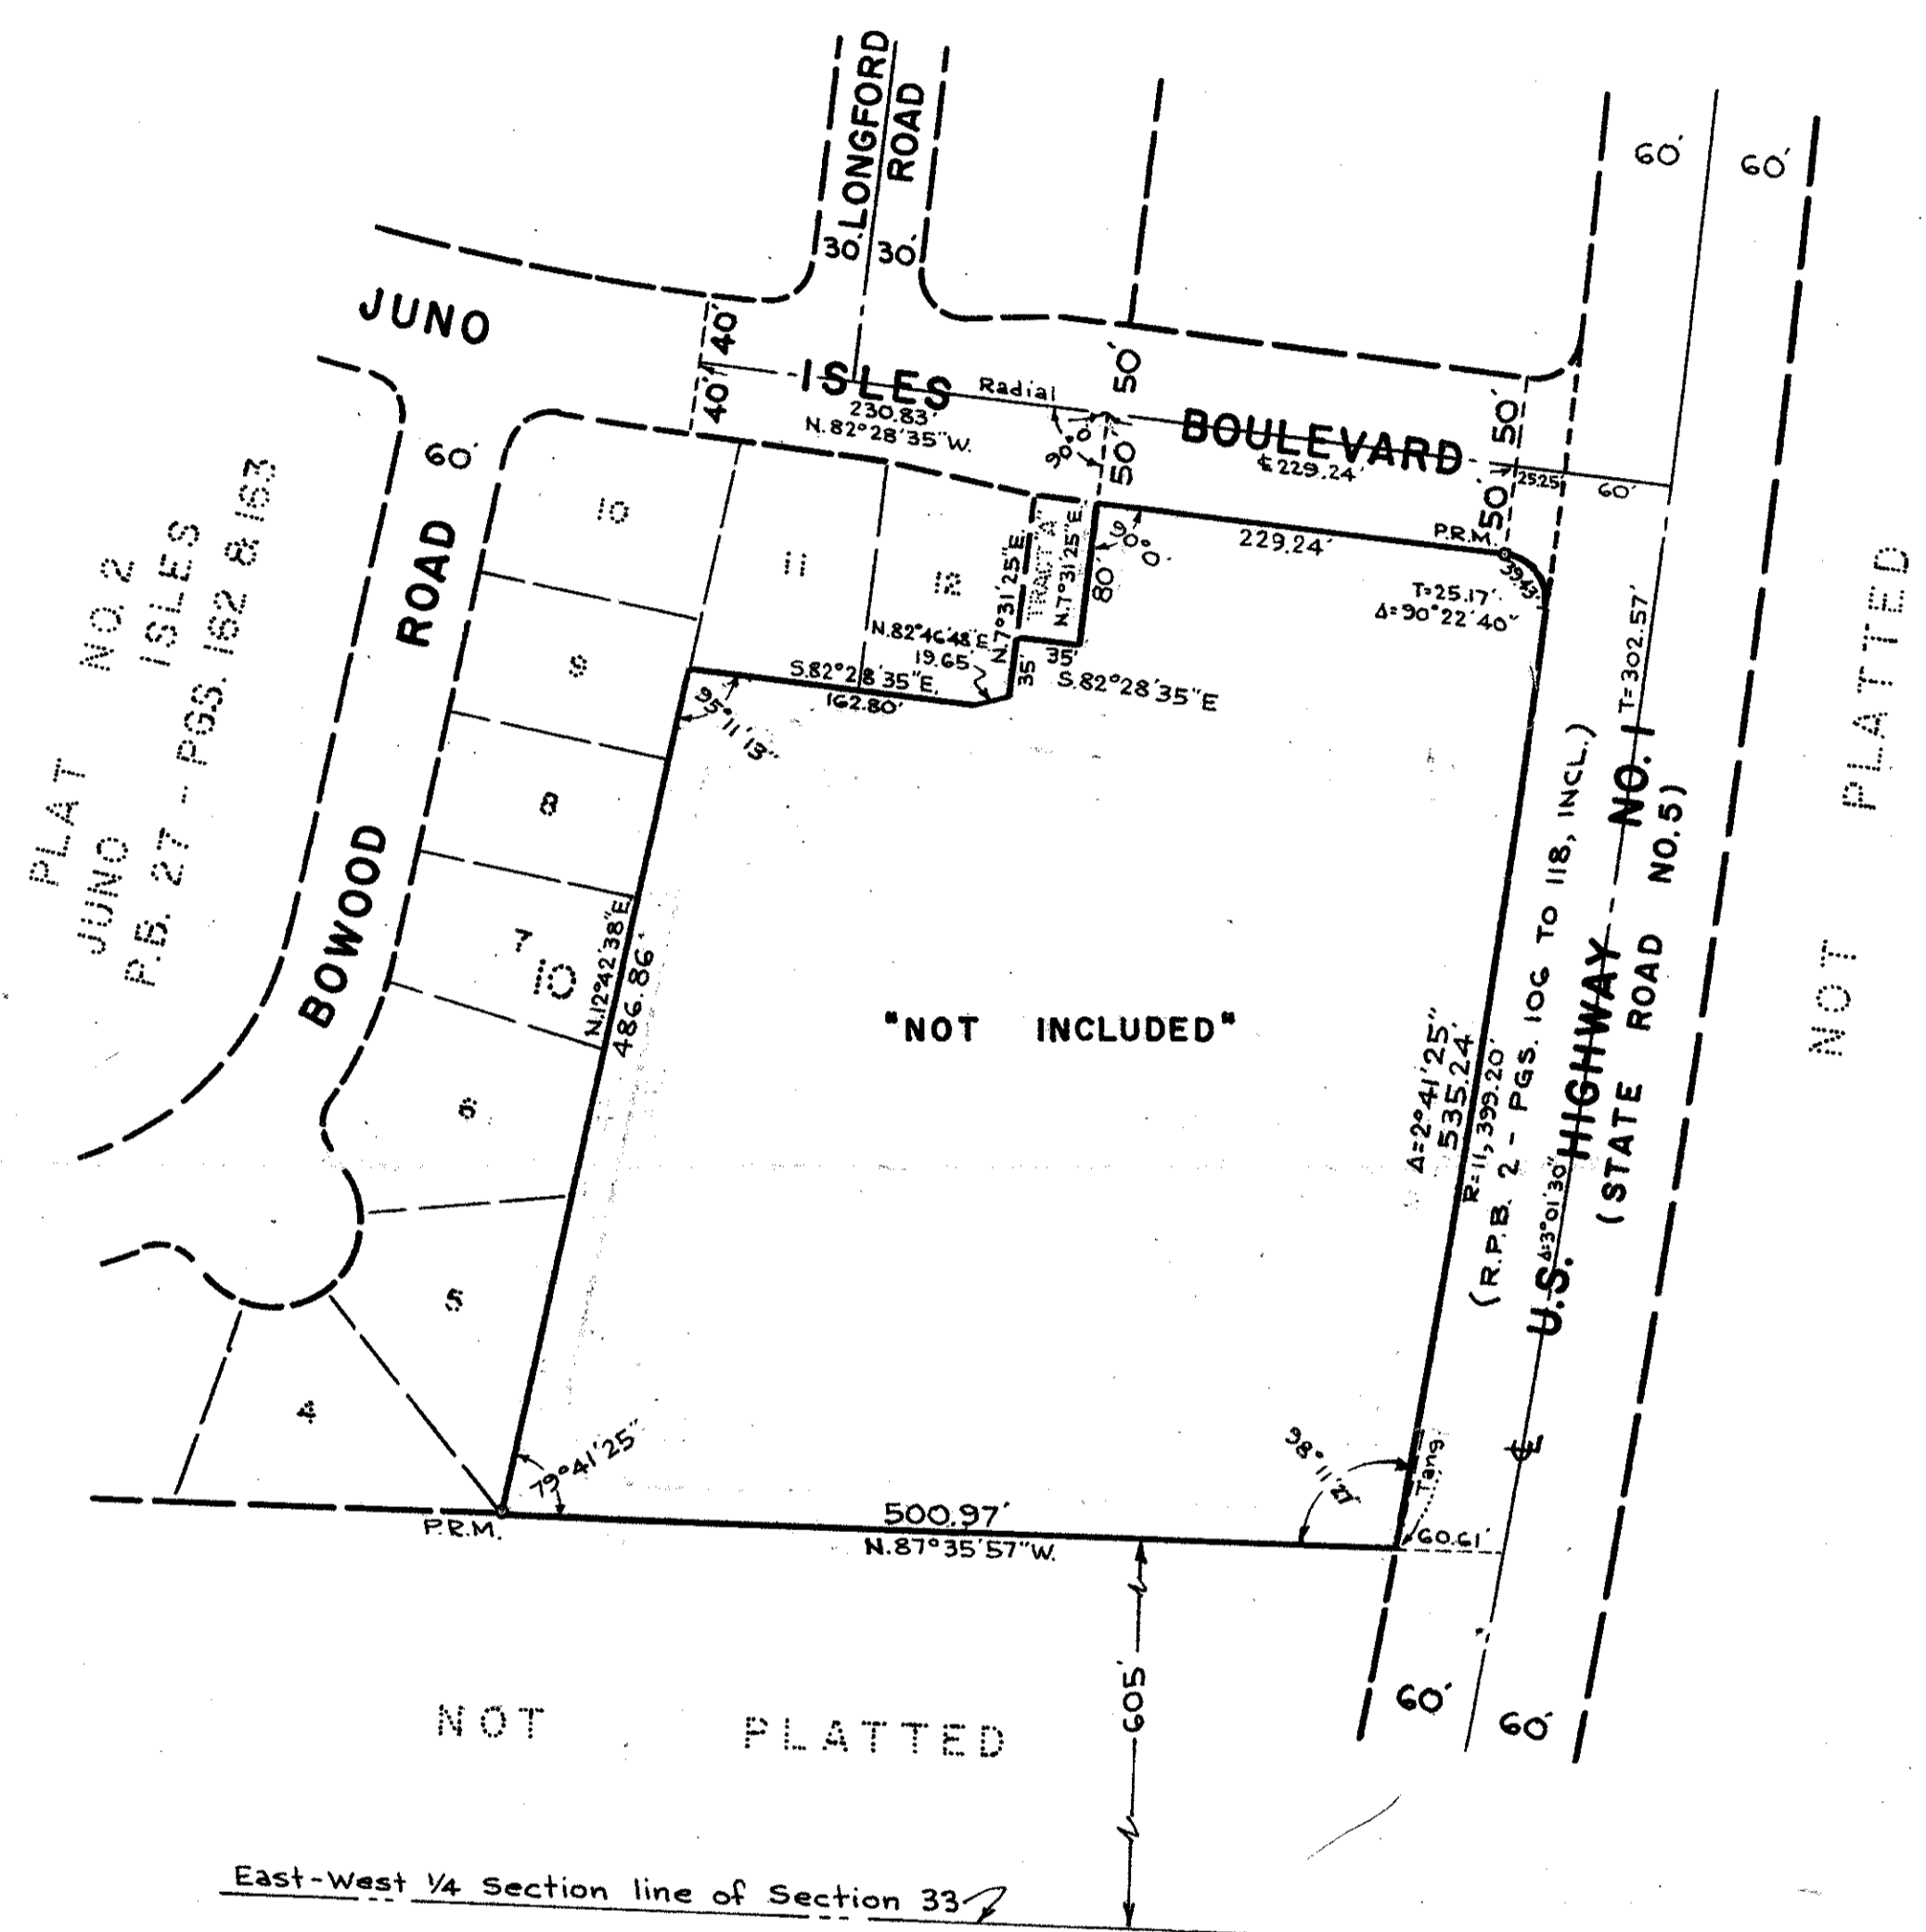 LONGFORD
ROAD
30.
30.
60.
60.
JUNO
ISLES
BOULEVARD
40'
40'
Radial
230.83'
N. 82°28'35"W.
90°0'
50'
50'
℄ 229.24'
50'
50'
25.25
60'
60'
10
11
12
TRACT "A"
N.7°31'25"E.
N.7°31'25"E.
80'
90°
0'
229.24'
P.R.M.
39.43'
T=25.17'
Δ=90°22'40"
T=302.57'
N.82°46'48"E.
19.65'
35'
35'
S.82°28'35"E
S.82°28'35"E.
162.80'
95°11'13"
PLAT NO. 2
JUNO ISLES
P.B. 27 - PGS. 162 & 163
BOWOOD ROAD
9
8
7
10
6
5
4
N.12°42'38"E.
486.86'
"NOT INCLUDED"
Δ=2°41'25"
535.24'
R=11,399.20'
(R.P.B. 2 - PGS. 106 TO 118, INCL.)
Δ=3°01'30"
U.S. HIGHWAY NO. 1
(STATE ROAD NO.5)
NOT PLATTED
79°41'25"
98°11'27"
Tang.
℄
500.97'
P.R.M.
N.87°35'57"W.
60.61'
605'
60'
60'
NOT PLATTED
East-West 1/4 Section line of Section 33